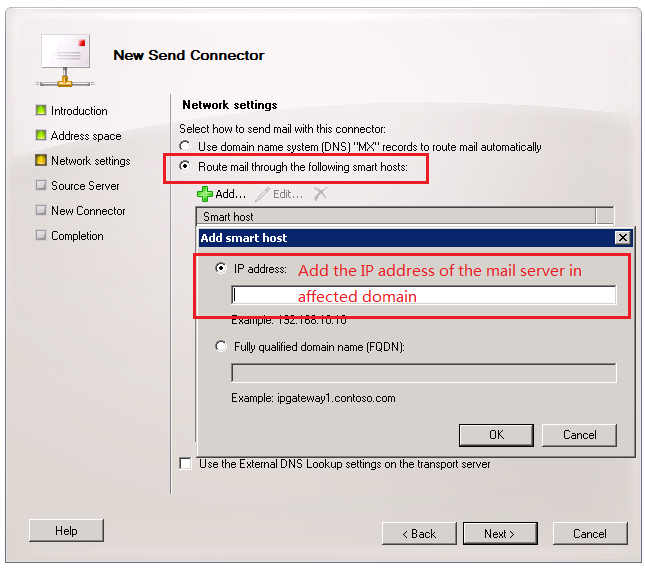 New Send Connector
Introduction
Address space
Network settings
Source Server
New Connector
Completion
Network settings
Select how to send mail with this connector:
Use domain name system (DNS) "MX" records to route mail automatically
Route mail through the following smart hosts:
Add...
Edit...
Smart host
Add smart host
IP address:
Add the IP address of the mail server in
affected domain
Example: 192.168.10.10
Fully qualified domain name (FQDN):
Example: ipgateway1.contoso.com
OK
Cancel
Use the External DNS Lookup settings on the transport server
Help
< Back
Next >
Cancel